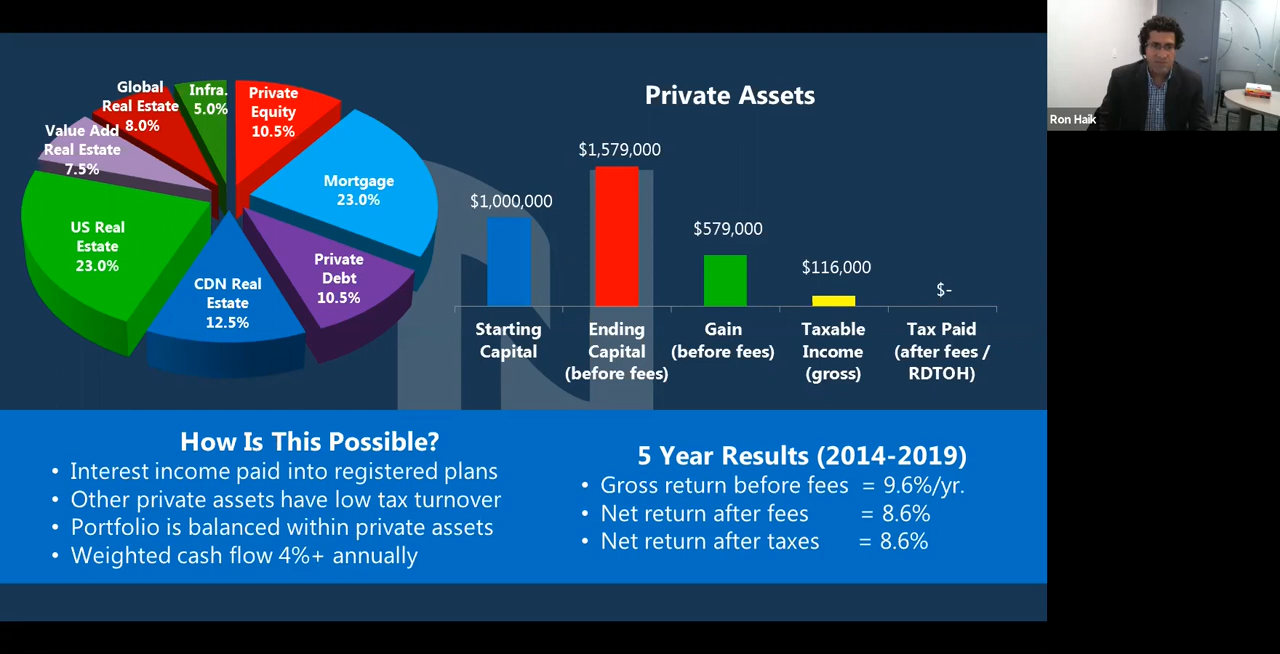 Global
Real Estate
8.0%
Infra.
5.0%
Private
Equity
10.5%
Value Add
Real Estate
7.5%
Mortgage
23.0%
US Real
Estate
23.0%
Private
Debt
10.5%
CDN Real
Estate
12.5%
Private Assets
$1,000,000
$1,579,000
$579,000
$116,000
$-
Starting
Capital
Ending
Capital
(before fees)
Gain
(before fees)
Taxable
Income
(gross)
Tax Paid
(after fees /
RDTOH)
How Is This Possible?
• Interest income paid into registered plans
• Other private assets have low tax turnover
• Portfolio is balanced within private assets
• Weighted cash flow 4%+ annually
5 Year Results (2014-2019)
• Gross return before fees = 9.6%/yr.
• Net return after fees = 8.6%
• Net return after taxes = 8.6%
Ron Haik